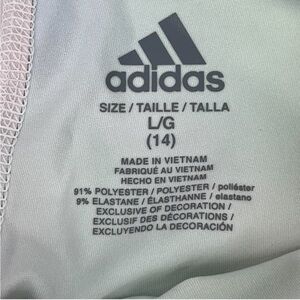 adidas
SIZE / TAILLE / TALLA
L/G
(14)
MADE IN VIETNAM
FABRIQUÉ AU VIETNAM
HECHO EN VIETNAM
91% POLYESTER / POLYESTER / poliéster
9% ELASTANE / ÉLASTHANNE / elastano
EXCLUSIVE OF DECORATION /
EXCLUSIF DES DÉCORATIONS /
EXCLUYENDO LA DECORACIÓN